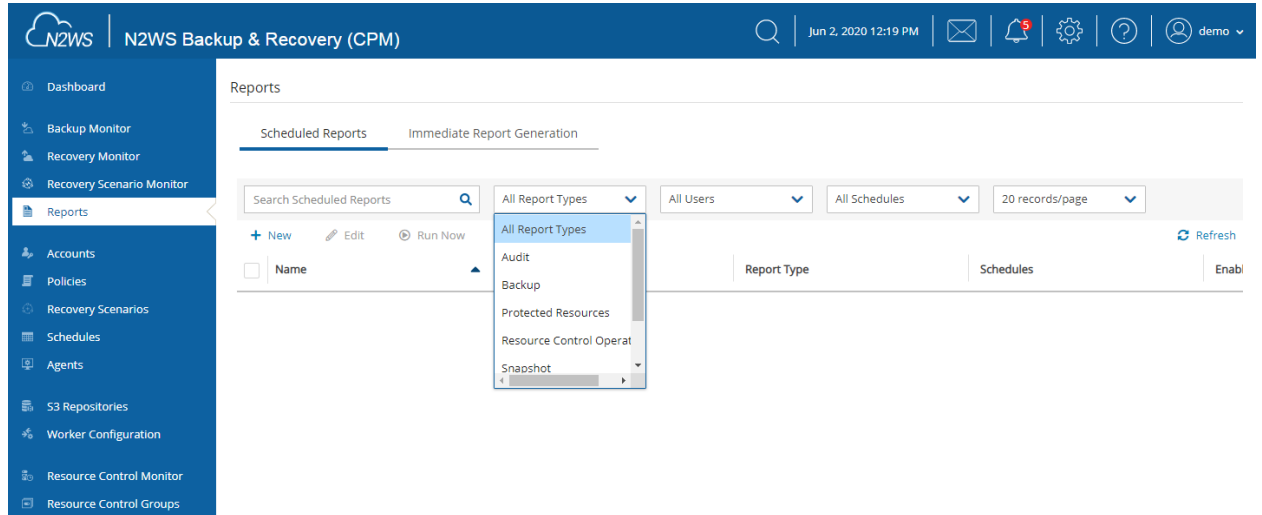 N2WS N2WS Backup & Recovery (CPM) Jun 2, 2020 12:19 PM 5 ? demo
Dashboard
Backup Monitor
Recovery Monitor
Recovery Scenario Monitor
Reports
Accounts
Policies
Recovery Scenarios
Schedules
Agents
S3 Repositories
Worker Configuration
Resource Control Monitor
Resource Control Groups
Reports
Scheduled Reports Immediate Report Generation
Search Scheduled Reports All Report Types All Users All Schedules 20 records/page
+ New Edit Run Now Refresh
Name Report Type Schedules Enabl
All Report Types
Audit
Backup
Protected Resources
Resource Control Operat
Snapshot